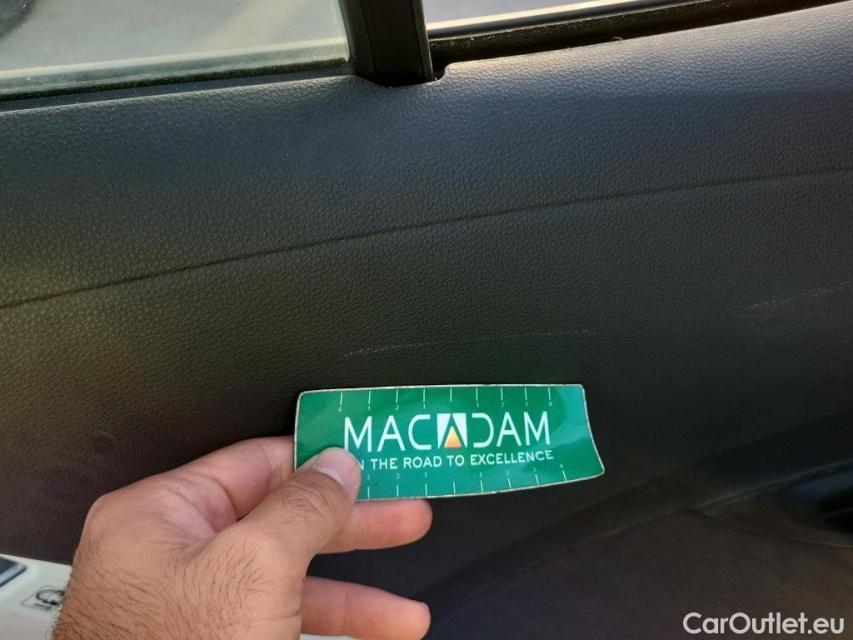 MACADAM
N THE ROAD TO EXCELLENCE
CarOutlet.eu